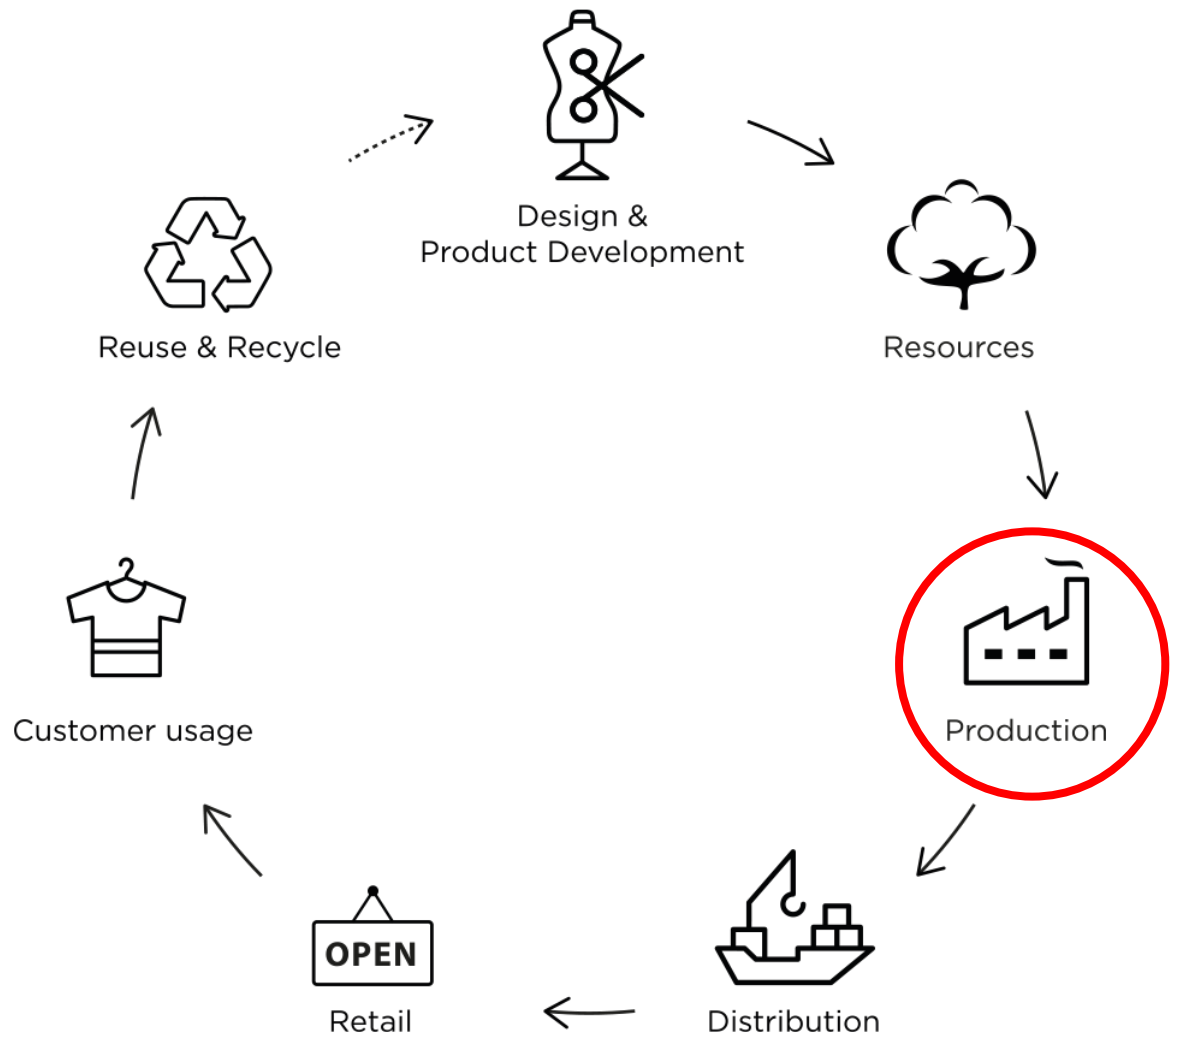 Design &
Product Development
Resources
Production
Distribution
Retail
OPEN
Customer usage
Reuse & Recycle